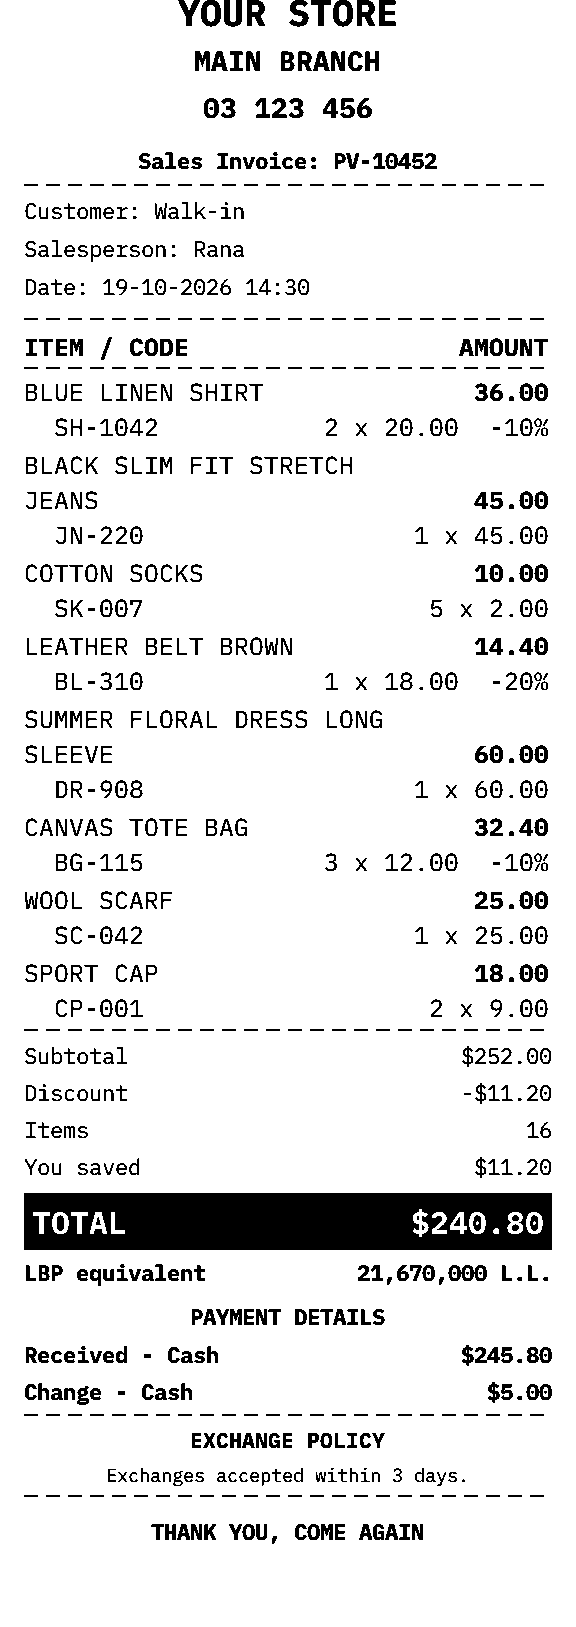 YOUR STORE
MAIN BRANCH
03 123 456
Sales Invoice: PV-10452
Customer: Walk-in
Salesperson: Rana
Date: 19-10-2026 14:30
ITEM / CODE AMOUNT
BLUE LINEN SHIRT 36.00
SH-1042 2 x 20.00 -10%
BLACK SLIM FIT STRETCH
JEANS 45.00
JN-220 1 x 45.00
COTTON SOCKS 10.00
SK-007 5 x 2.00
LEATHER BELT BROWN 14.40
BL-310 1 x 18.00 -20%
SUMMER FLORAL DRESS LONG
SLEEVE 60.00
DR-908 1 x 60.00
CANVAS TOTE BAG 32.40
BG-115 3 x 12.00 -10%
WOOL SCARF 25.00
SC-042 1 x 25.00
SPORT CAP 18.00
CP-001 2 x 9.00
Subtotal $252.00
Discount -$11.20
Items 16
You saved $11.20
TOTAL $240.80
LBP equivalent 21,670,000 L.L.
PAYMENT DETAILS
Received - Cash $245.80
Change - Cash $5.00
EXCHANGE POLICY
Exchanges accepted within 3 days.
THANK YOU, COME AGAIN